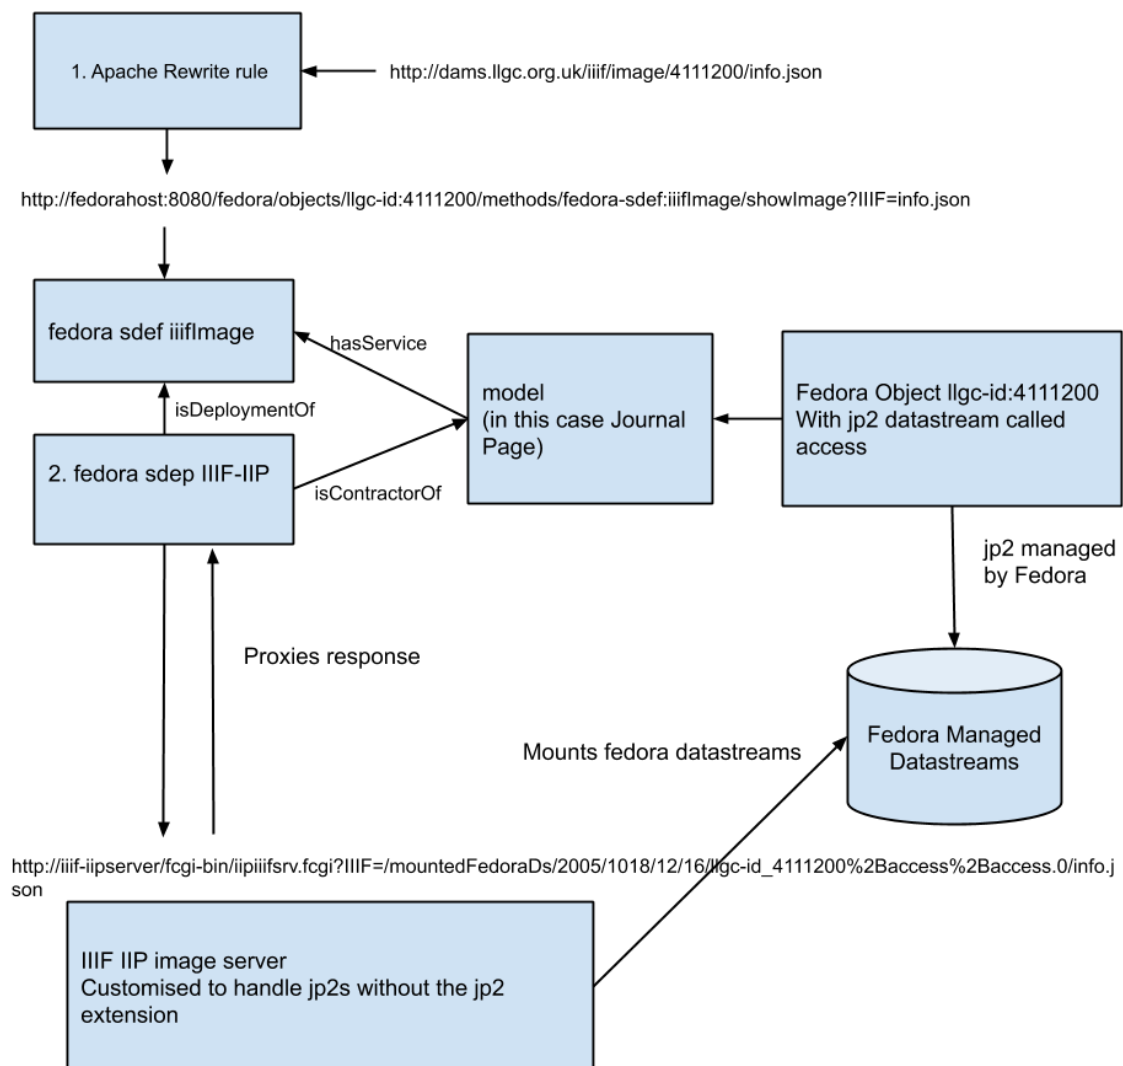 1. Apache Rewrite rule
http://dams.llgc.org.uk/iiif/image/4111200/info.json
http://fedorahost:8080/fedora/objects/llgc-id:4111200/methods/fedora-sdef:iiifImage/showImage?IIIF=info.json
fedora sdef iiifImage
hasService
isDeploymentOf
2. fedora sdep IIIF-IIP
isContractorOf
model
(in this case Journal
Page)
Fedora Object llgc-id:4111200
With jp2 datastream called
access
jp2 managed
by Fedora
Proxies response
Mounts fedora datastreams
Fedora Managed
Datastreams
http://iiif-iipserver/fcgi-bin/iipiiifsrv.fcgi?IIIF=/mountedFedoraDs/2005/1018/12/16/llgc-id_4111200%2Baccess%2Baccess.0/info.j
son
IIIF IIP image server
Customised to handle jp2s without the jp2
extension